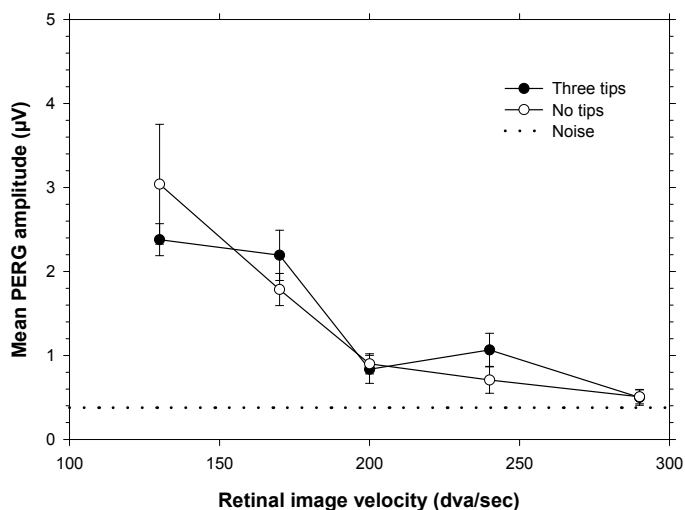 5
Three tips
No tips
Noise
4
3
2
1
0
Mean PERG amplitude (µV)
100 150 200 250 300
Retinal image velocity (dva/sec)